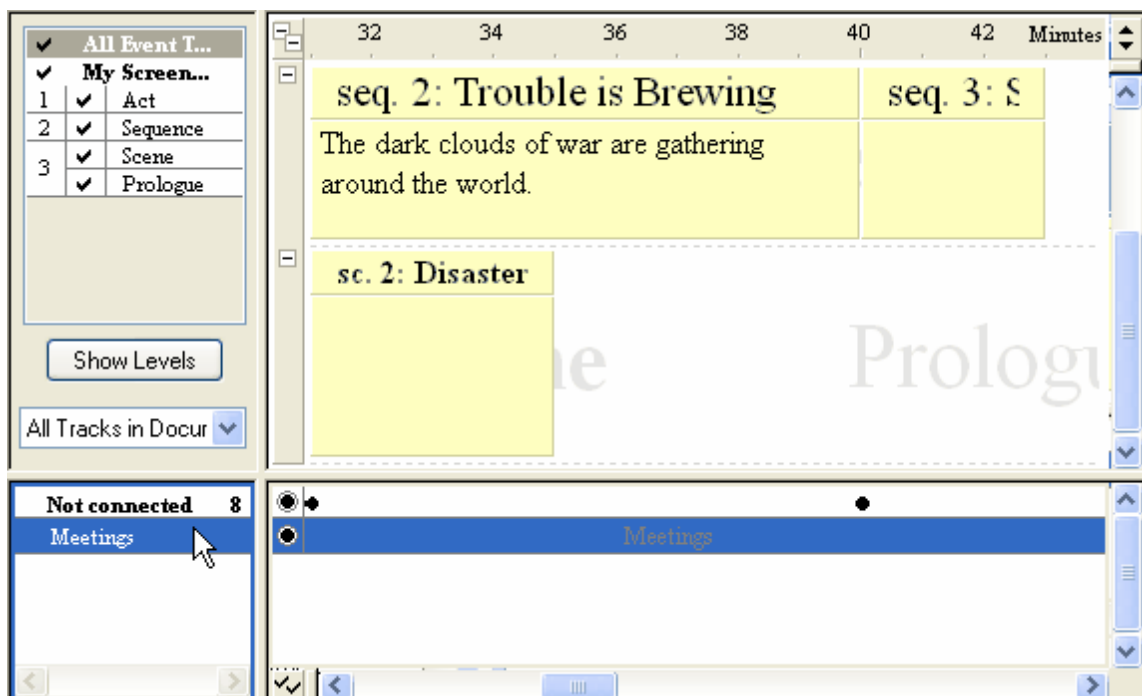 All Event T...
My Screen...
1 Act
2 Sequence
3 Scene
Prologue
Show Levels
All Tracks in Docur
32 34 36 38 40 42 Minutes
seq. 2: Trouble is Brewing
The dark clouds of war are gathering
around the world.
seq. 3: S
sc. 2: Disaster
Prologu
Not connected 8
Meetings
Meetings